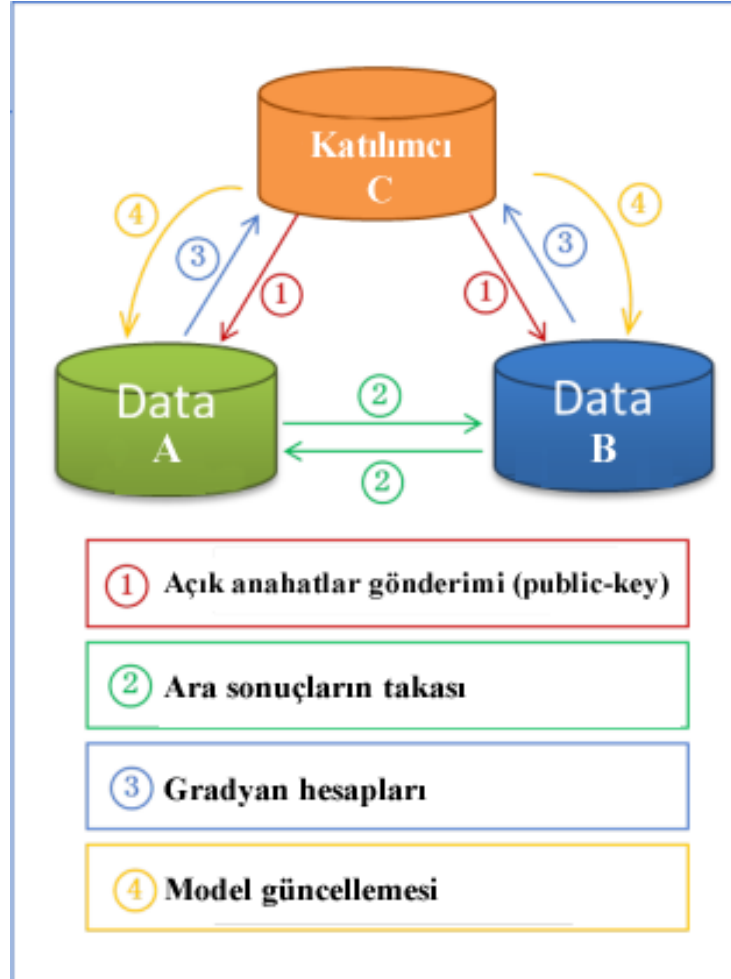 Katılımcı
C
④
④
③
③
①
①
Data
A
②
Data
B
②
① Açık anahatlar gönderimi (public-key)
② Ara sonuçların takası
③ Gradyan hesapları
④ Model güncellemesi